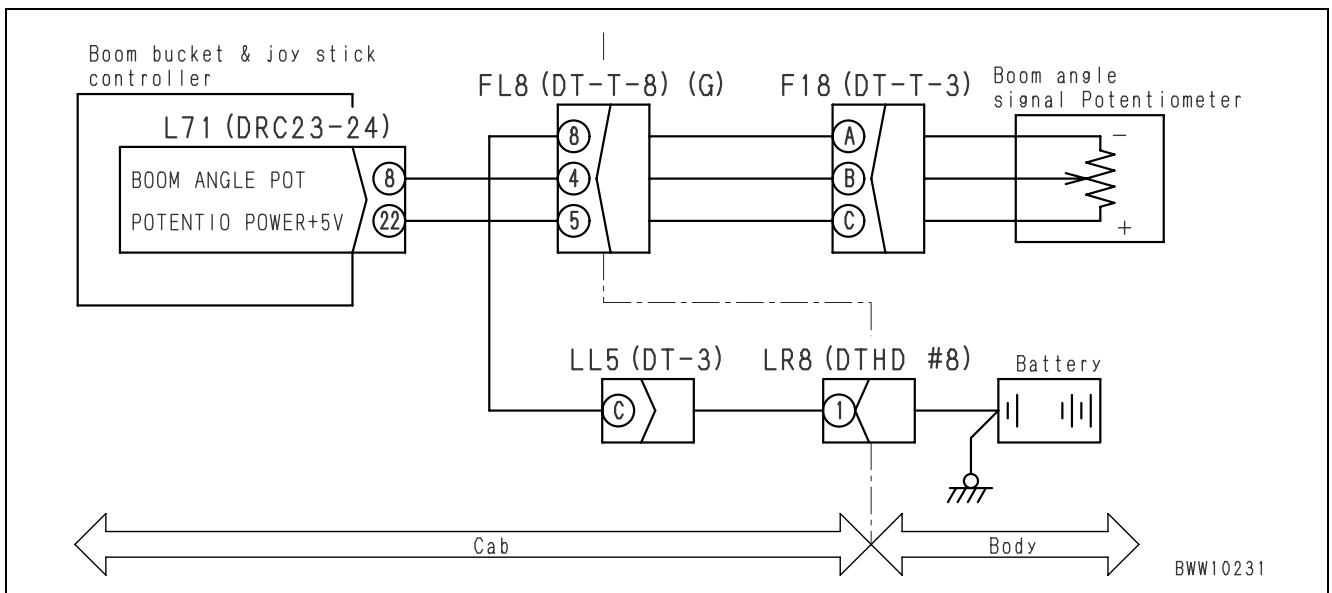 Boom bucket & joy stick
controller
L71 (DRC23-24)
BOOM ANGLE POT
8
POTENTIO POWER+5V
22
FL8 (DT-T-8) (G)
8
4
5
F18 (DT-T-3)
A
B
C
Boom angle
signal Potentiometer
-
+
LL5 (DT-3)
C
LR8 (DTHD #8)
1
Battery
Cab
Body
BWW10231